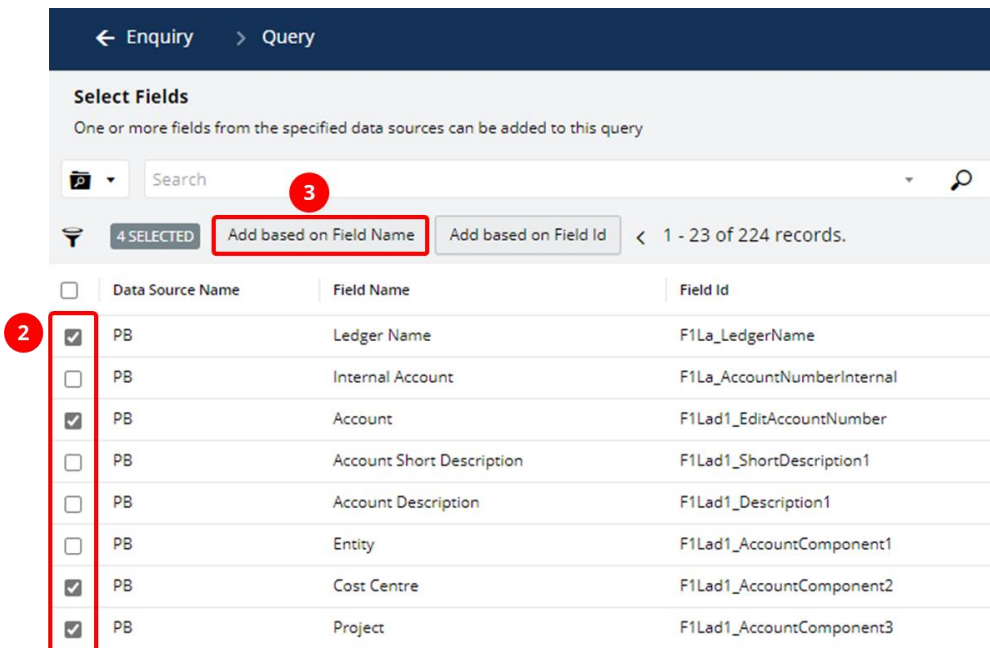 Enquiry > Query
Select Fields
One or more fields from the specified data sources can be added to this query
Search
3
4 SELECTED Add based on Field Name Add based on Field Id 1 - 23 of 224 records.
Data Source Name Field Name Field Id
2
PB Ledger Name F1La_LedgerName
PB Internal Account F1La_AccountNumberInternal
PB Account F1Lad1_EditAccountNumber
PB Account Short Description F1Lad1_ShortDescription1
PB Account Description F1Lad1_Description1
PB Entity F1Lad1_AccountComponent1
PB Cost Centre F1Lad1_AccountComponent2
PB Project F1Lad1_AccountComponent3